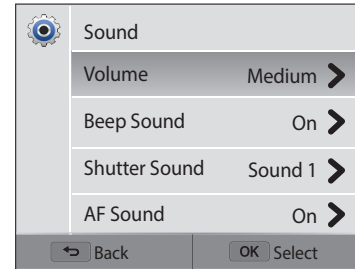 Sound
Volume Medium
Beep Sound On
Shutter Sound Sound 1
AF Sound On
Back OK Select